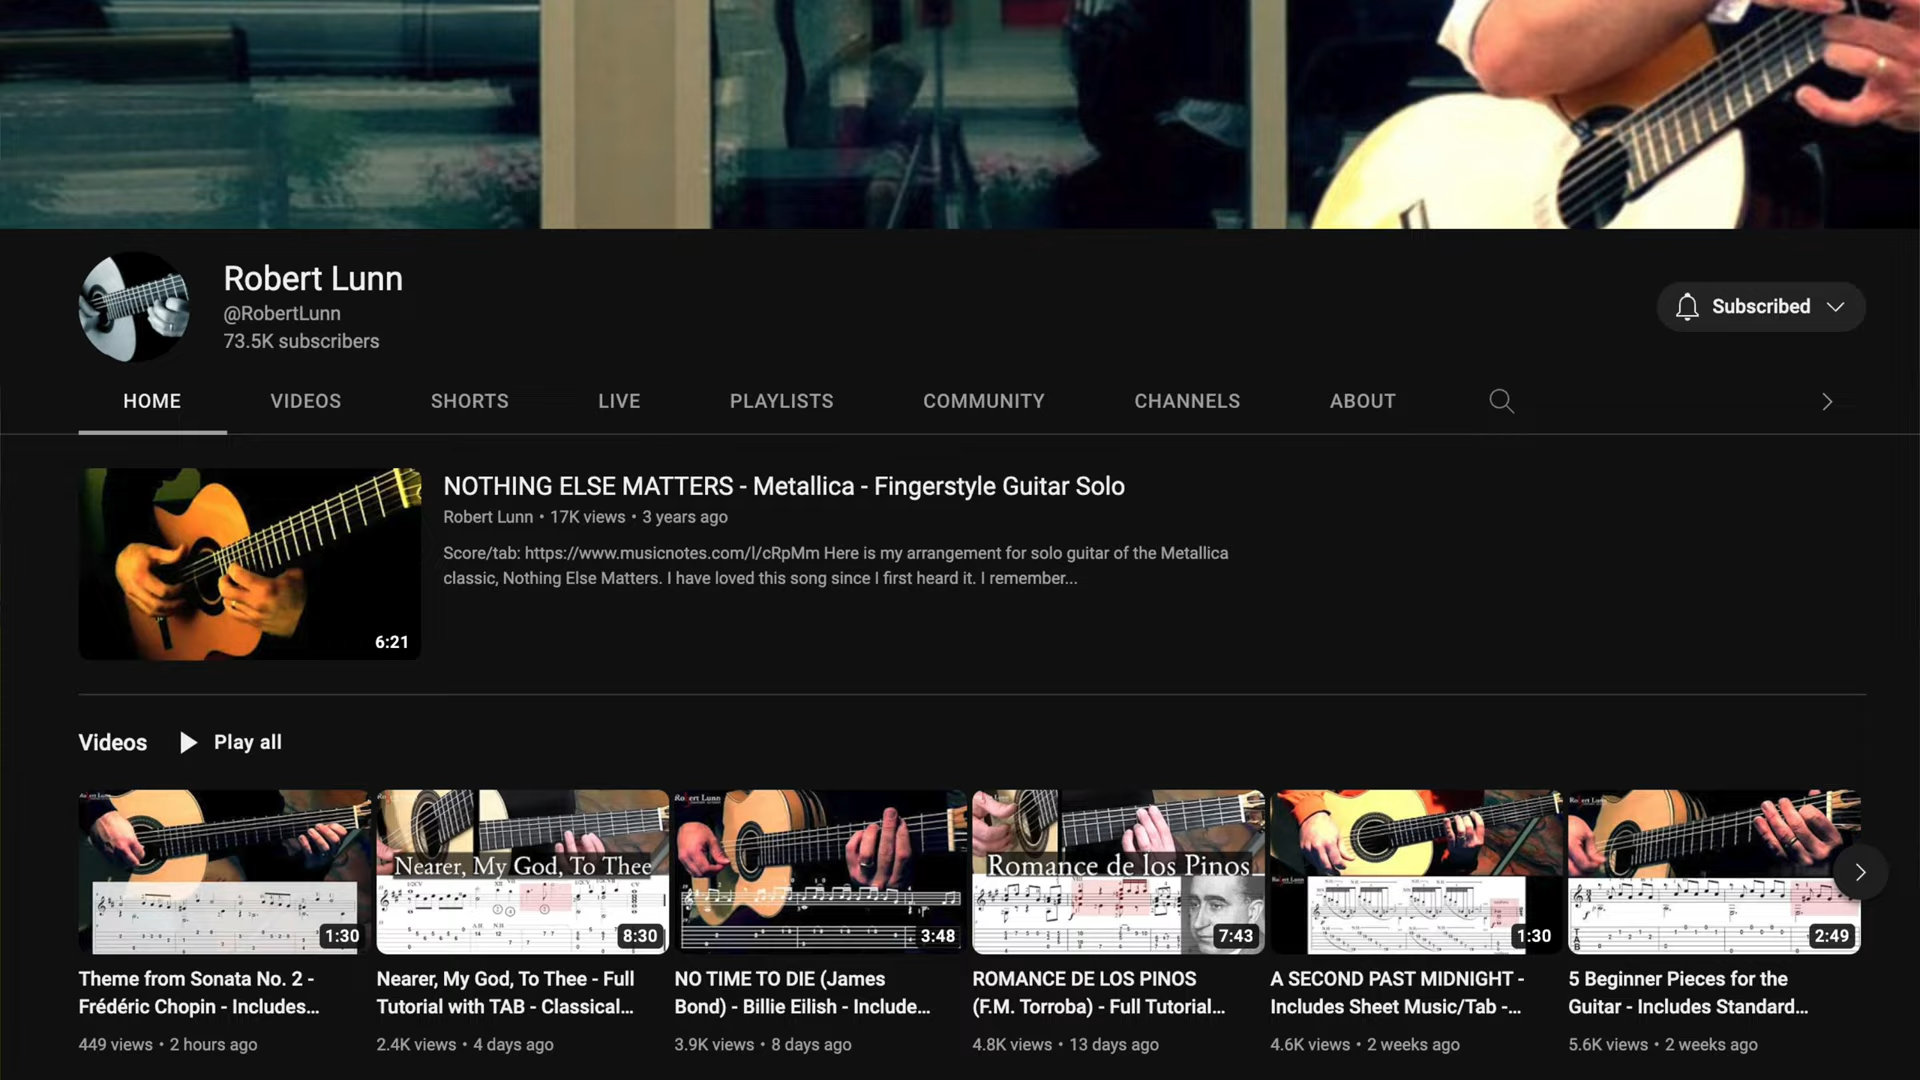 Robert Lunn
@RobertLunn
73.5K subscribers
Subscribed
HOME
VIDEOS
SHORTS
LIVE
PLAYLISTS
COMMUNITY
CHANNELS
ABOUT
6:21
NOTHING ELSE MATTERS - Metallica - Fingerstyle Guitar Solo
Robert Lunn • 17K views • 3 years ago
Score/tab: https://www.musicnotes.com/l/cRpMm Here is my arrangement for solo guitar of the Metallica
classic, Nothing Else Matters. I have loved this song since I first heard it. I remember...
Videos
Play all
1:30
Theme from Sonata No. 2 -
Frédéric Chopin - Includes...
449 views • 2 hours ago
Nearer, My God, To Thee
8:30
Nearer, My God, To Thee - Full
Tutorial with TAB - Classical...
2.4K views • 4 days ago
Robert Lunn
3:48
NO TIME TO DIE (James
Bond) - Billie Eilish - Include...
3.9K views • 8 days ago
Romance de los Pinos
7:43
ROMANCE DE LOS PINOS
(F.M. Torroba) - Full Tutorial...
4.8K views • 13 days ago
1:30
A SECOND PAST MIDNIGHT -
Includes Sheet Music/Tab -...
4.6K views • 2 weeks ago
Robert Lunn
2:49
5 Beginner Pieces for the
Guitar - Includes Standard...
5.6K views • 2 weeks ago